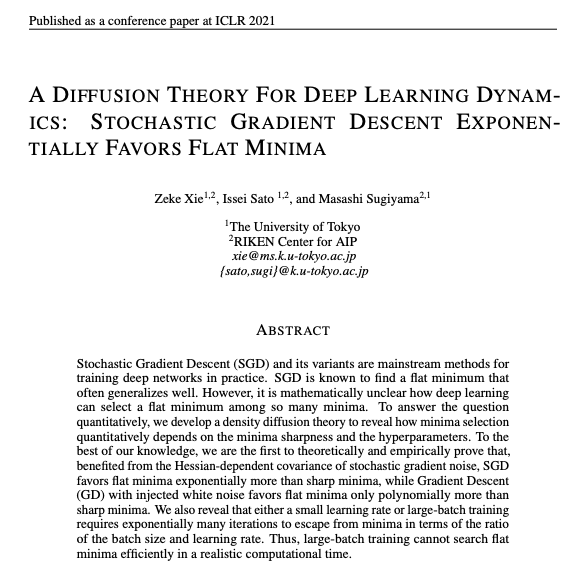 Published as a conference paper at ICLR 2021
A DIFFUSION THEORY FOR DEEP LEARNING DYNAM-
ICS: STOCHASTIC GRADIENT DESCENT EXPONEN-
TIALLY FAVORS FLAT MINIMA
Zeke Xie1,2, Issei Sato 1,2, and Masashi Sugiyama2,1
1The University of Tokyo
2RIKEN Center for AIP
xie@ms.k.u-tokyo.ac.jp
{sato,sugi}@k.u-tokyo.ac.jp
ABSTRACT
Stochastic Gradient Descent (SGD) and its variants are mainstream methods for
training deep networks in practice. SGD is known to find a flat minimum that
often generalizes well. However, it is mathematically unclear how deep learning
can select a flat minimum among so many minima. To answer the question
quantitatively, we develop a density diffusion theory to reveal how minima selection
quantitatively depends on the minima sharpness and the hyperparameters. To the
best of our knowledge, we are the first to theoretically and empirically prove that,
benefited from the Hessian-dependent covariance of stochastic gradient noise, SGD
favors flat minima exponentially more than sharp minima, while Gradient Descent
(GD) with injected white noise favors flat minima only polynomially more than
sharp minima. We also reveal that either a small learning rate or large-batch training
requires exponentially many iterations to escape from minima in terms of the ratio
of the batch size and learning rate. Thus, large-batch training cannot search flat
minima efficiently in a realistic computational time.